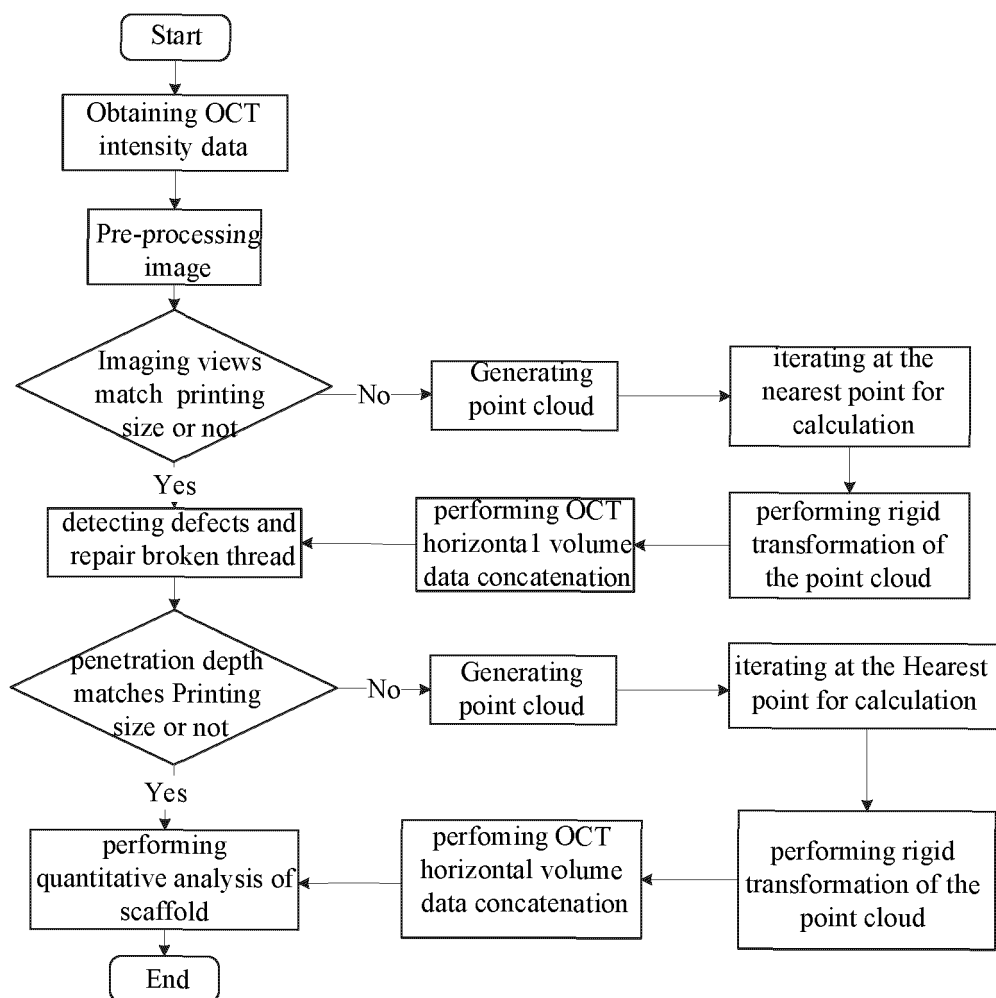 Start
Obtaining OCT
intensity data
Pre-processing
image
Imaging views
match printing
size or not
No
Generating
point cloud
iterating at the
nearest point for
calculation
Yes
detecting defects and
repair broken thread
performing OCT
horizontal volume
data concatenation
performing rigid
transformation of
the point cloud
penetration depth
matches Printing
size or not
No
Generating
point cloud
iterating at the Hearest
point for calculation
Yes
performing
quantitative analysis of
scaffold
perfoming OCT
horizontal volume
data concatenation
performing rigid
transformation of the
point cloud
End